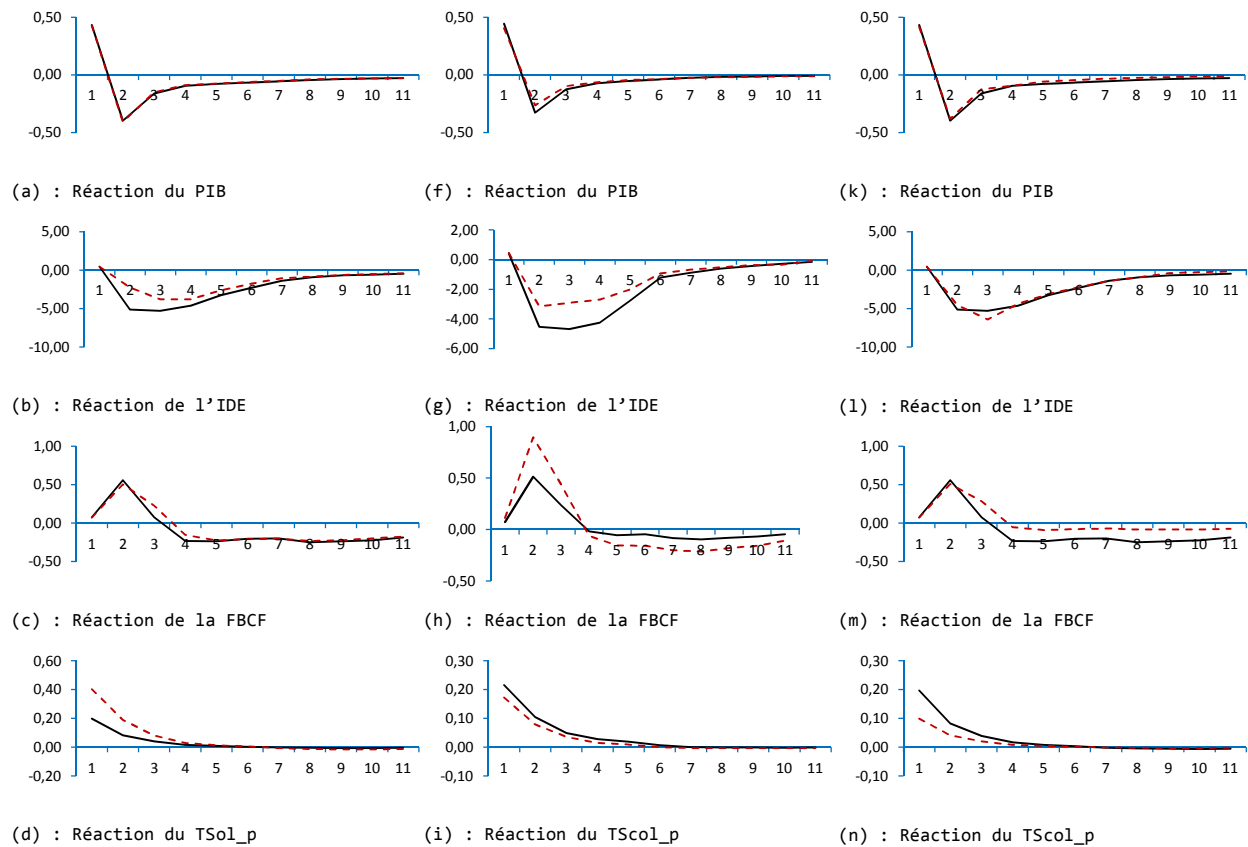 0,50 0,50 0,50
0,00 0,00 0,00
1 2 3 4 5 6 7 8 9 10 11 1 2 3 4 5 6 7 8 9 10 11 1 2 3 4 5 6 7 8 9 10 11
-0,50 -0,50 -0,50
(a) : Réaction du PIB (f) : Réaction du PIB (k) : Réaction du PIB
5,00 2,00 5,00
0,00 0,00 0,00
1 2 3 4 5 6 7 8 9 10 11 1 2 3 4 5 6 7 8 9 10 11 1 2 3 4 5 6 7 8 9 10 11
-2,00
-5,00 -4,00 -5,00
-10,00 -6,00 -10,00
(b) : Réaction de l’IDE (g) : Réaction de l’IDE (l) : Réaction de l’IDE
1,00 1,00 1,00
0,50 0,50 0,50
0,00 0,00 0,00
1 2 3 4 5 6 7 8 9 10 11 1 2 3 4 5 6 7 8 9 10 11 1 2 3 4 5 6 7 8 9 10 11
-0,50 -0,50 -0,50
(c) : Réaction de la FBCF (h) : Réaction de la FBCF (m) : Réaction de la FBCF
0,60 0,30 0,30
0,40 0,20 0,20
0,20 0,10 0,10
0,00 0,00 0,00
1 2 3 4 5 6 7 8 9 10 11 1 2 3 4 5 6 7 8 9 10 11 1 2 3 4 5 6 7 8 9 10 11
-0,20 -0,10 -0,10
(d) : Réaction du TSol_p (i) : Réaction du TScol_p (n) : Réaction du TScol_p